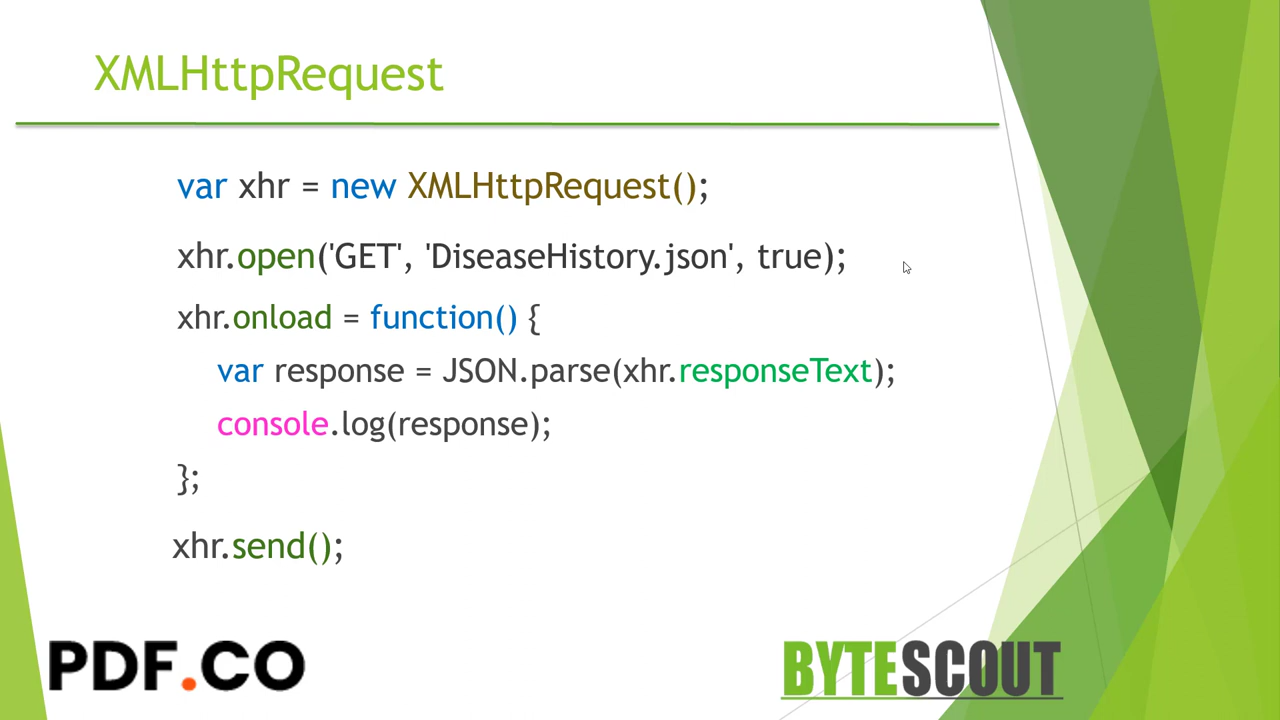 XMLHttpRequest
var xhr = new XMLHttpRequest();
xhr.open('GET', 'DiseaseHistory.json', true);
xhr.onload = function() {
var response = JSON.parse(xhr.responseText);
console.log(response);
};
xhr.send();
PDF.CO
BYTESCOUT